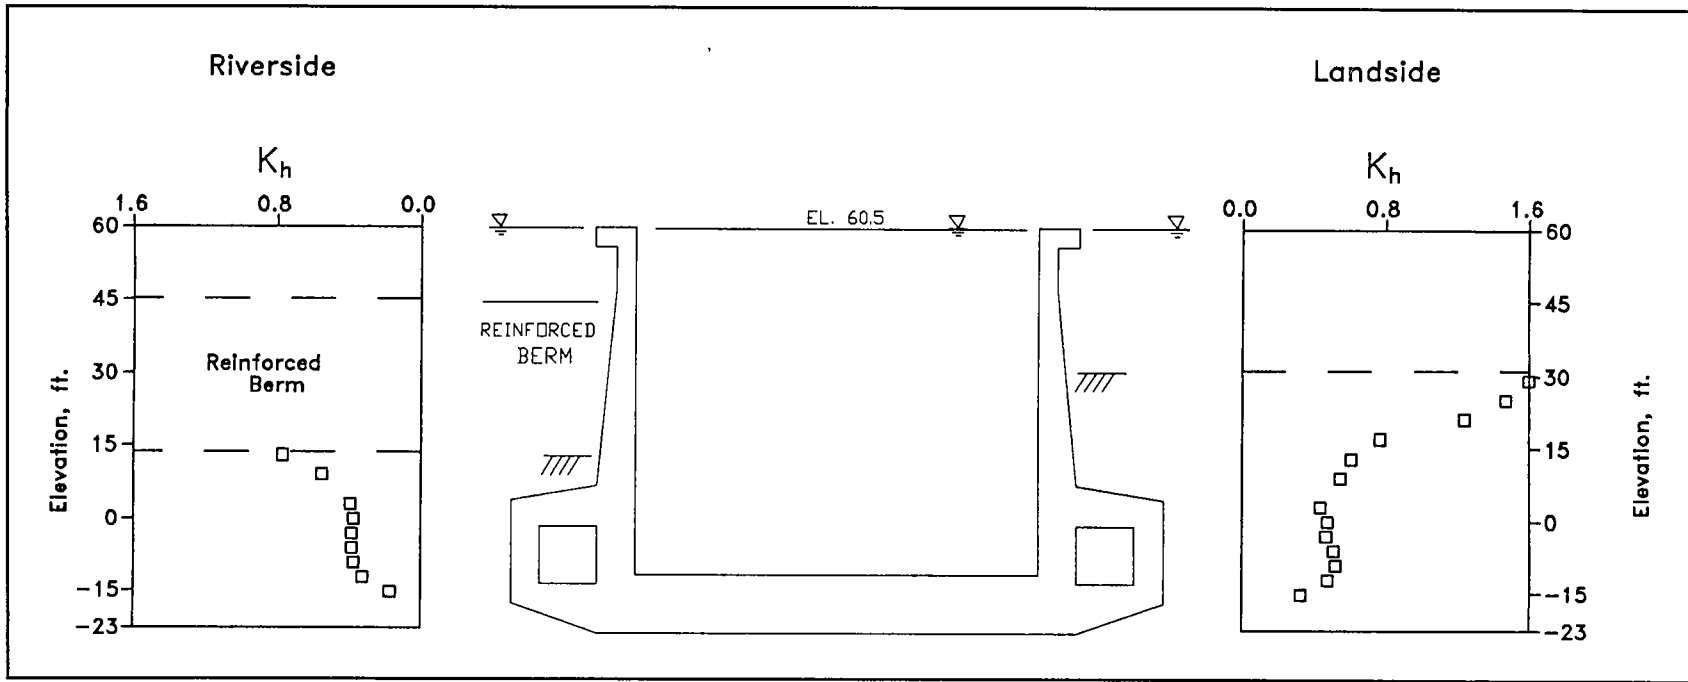 Riverside
Landside
K_h
1.6 0.8 0.0
60
45
30
15
0
-15
-23
Elevation, ft.
Reinforced
Berm
REINFORCED
BERM
EL. 60.5
K_h
0.0 0.8 1.6
60
45
30
15
0
-15
-23
Elevation, ft.